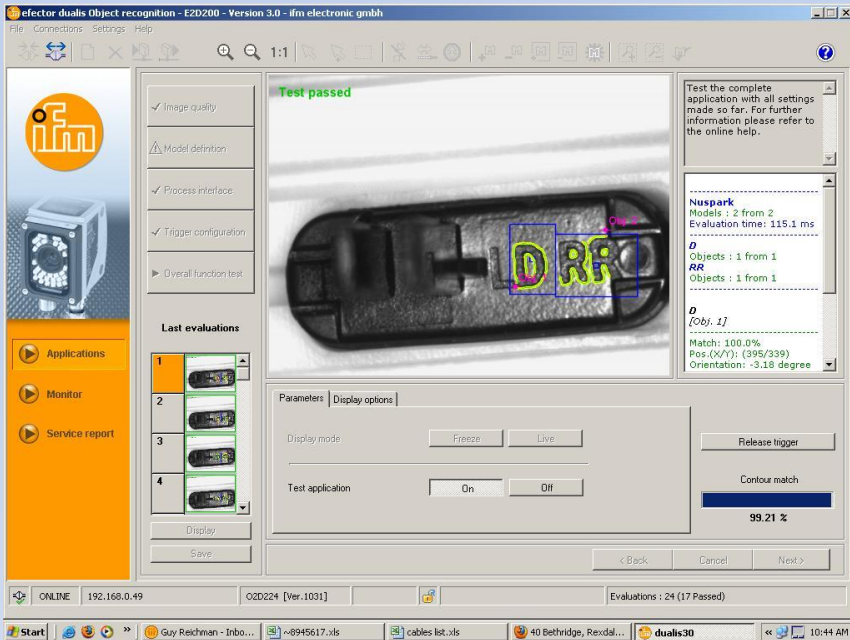 efector dualis Object recognition - E2D200 - Version 3.0 - ifm electronic gmbh
File Connections Settings Help
1:1
ifm
Image quality
Model definition
Process interface
Trigger configuration
Overall function test
Test passed
Obj. 1
L D RR
Test the complete
application with all settings
made so far. For further
information please refer to
the online help.
Nuspark
Models : 2 from 2
Evaluation time: 115.1 ms
D
Objects : 1 from 1
RR
Objects : 1 from 1
D
[Obj. 1]
Match: 100.0%
Pos.(X/Y): (395/339)
Orientation: -3.18 degree
Applications
Monitor
Service report
Last evaluations
1
2
3
4
Display
Save
Parameters Display options
Display mode Freeze Live
Test application On Off
Release trigger
Contour match
99.21 %
< Back Cancel Next >
ONLINE 192.168.0.49 O2D224 [Ver.1031] Evaluations : 24 (17 Passed)
Start » Guy Reichman - Inbo... ~8945617.xls cables list.xls 40 Bethridge, Rexdal... dualis30 « 10:44 AM